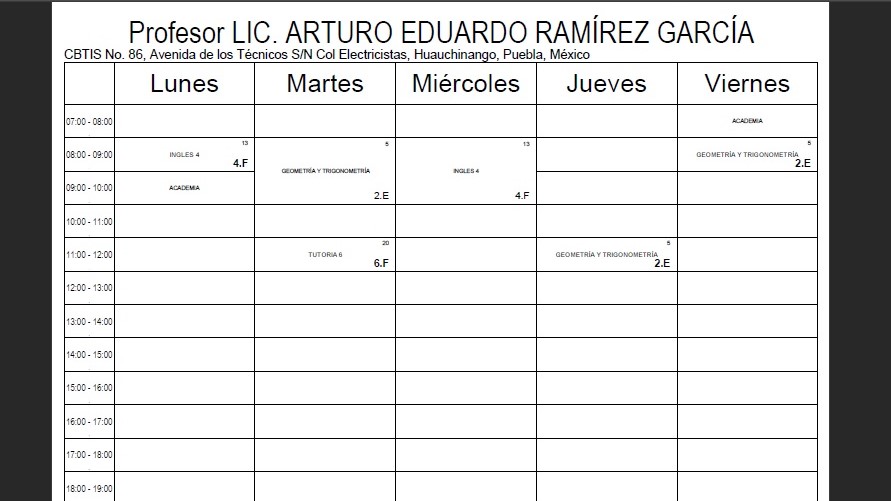 Profesor LIC. ARTURO EDUARDO RAMÍREZ GARCÍA
CBTIS No. 86, Avenida de los Técnicos S/N Col Electricistas, Huauchinango, Puebla, México
Lunes Martes Miércoles Jueves Viernes
07:00 - 08:00 ACADEMIA
13 5 13 5
08:00 - 09:00 INGLES 4 GEOMETRÍA Y TRIGONOMETRÍA INGLES 4 GEOMETRÍA Y TRIGONOMETRÍA
4.F 2.E
09:00 - 10:00 ACADEMIA 2.E 4.F
10:00 - 11:00
20 5
11:00 - 12:00 TUTORIA 6 GEOMETRÍA Y TRIGONOMETRÍA
6.F 2.E
12:00 - 13:00
13:00 - 14:00
14:00 - 15:00
15:00 - 16:00
16:00 - 17:00
17:00 - 18:00
18:00 - 19:00